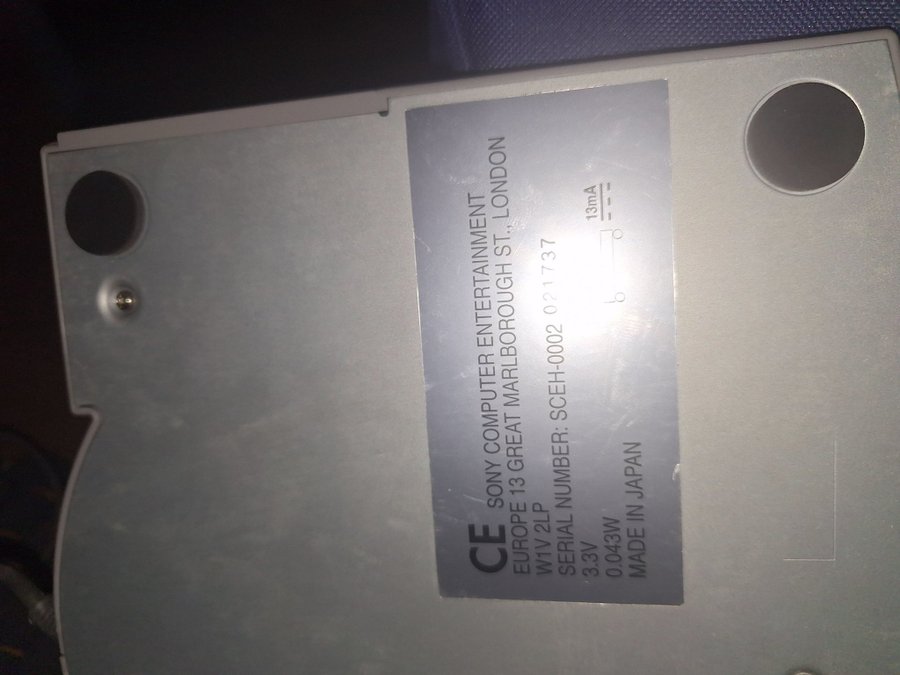 CE SONY COMPUTER ENTERTAINMENT
EUROPE 13 GREAT MARLBOROUGH ST., LONDON
W1V 2LP
SERIAL NUMBER: SCEH-0002 021737
3.3V 13mA
0.043W
MADE IN JAPAN